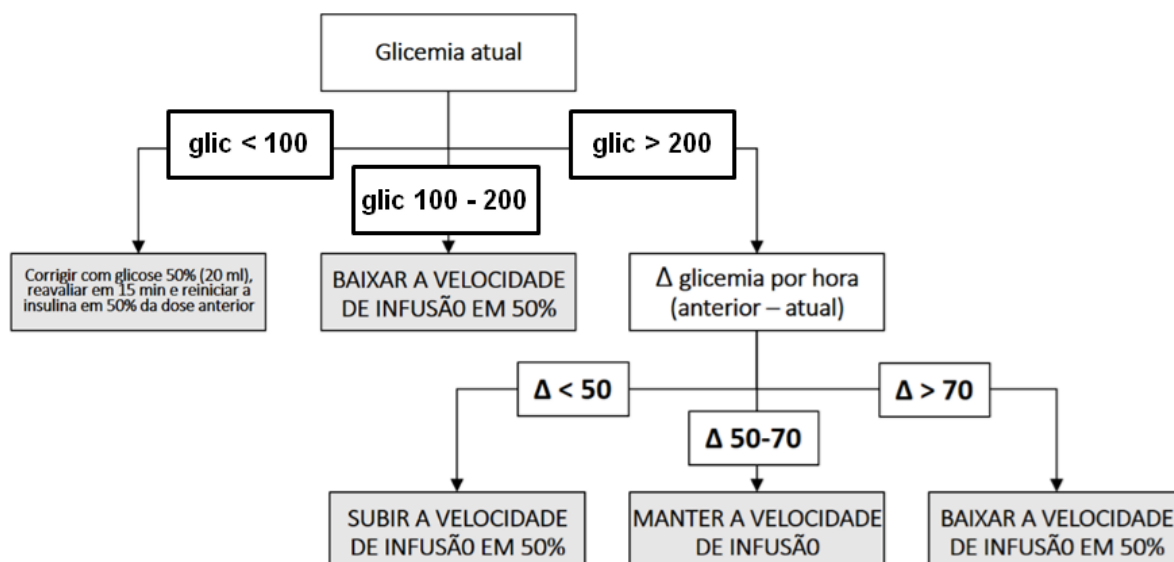 Glicemia atual
glic < 100
glic > 200
glic 100 - 200
Corrigir com glicose 50% (20 ml),
reavaliar em 15 min e reiniciar a
insulina em 50% da dose anterior
BAIXAR A VELOCIDADE
DE INFUSÃO EM 50%
Δ glicemia por hora
(anterior – atual)
Δ < 50
Δ > 70
Δ 50-70
SUBIR A VELOCIDADE
DE INFUSÃO EM 50%
MANTER A VELOCIDADE
DE INFUSÃO
BAIXAR A VELOCIDADE
DE INFUSÃO EM 50%